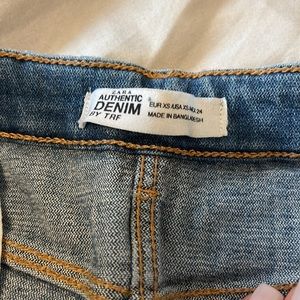 ZARA
AUTHENTIC
DENIM
BY TRF
EUR XS /USA XS /MEX 24
MADE IN BANGLADESH